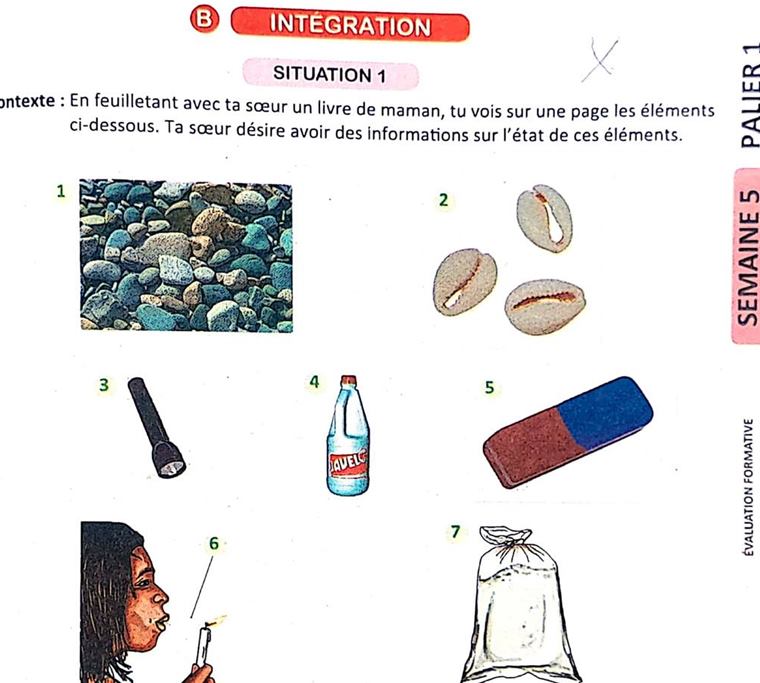 B INTÉGRATION
SITUATION 1
ontexte : En feuilletant avec ta sœur un livre de maman, tu vois sur une page les éléments
ci-dessous. Ta sœur désire avoir des informations sur l'état de ces éléments.
1
2
3
4
JAVEL
5
6
7
PALIER 1
SEMAINE 5
ÉVALUATION FORMATIVE